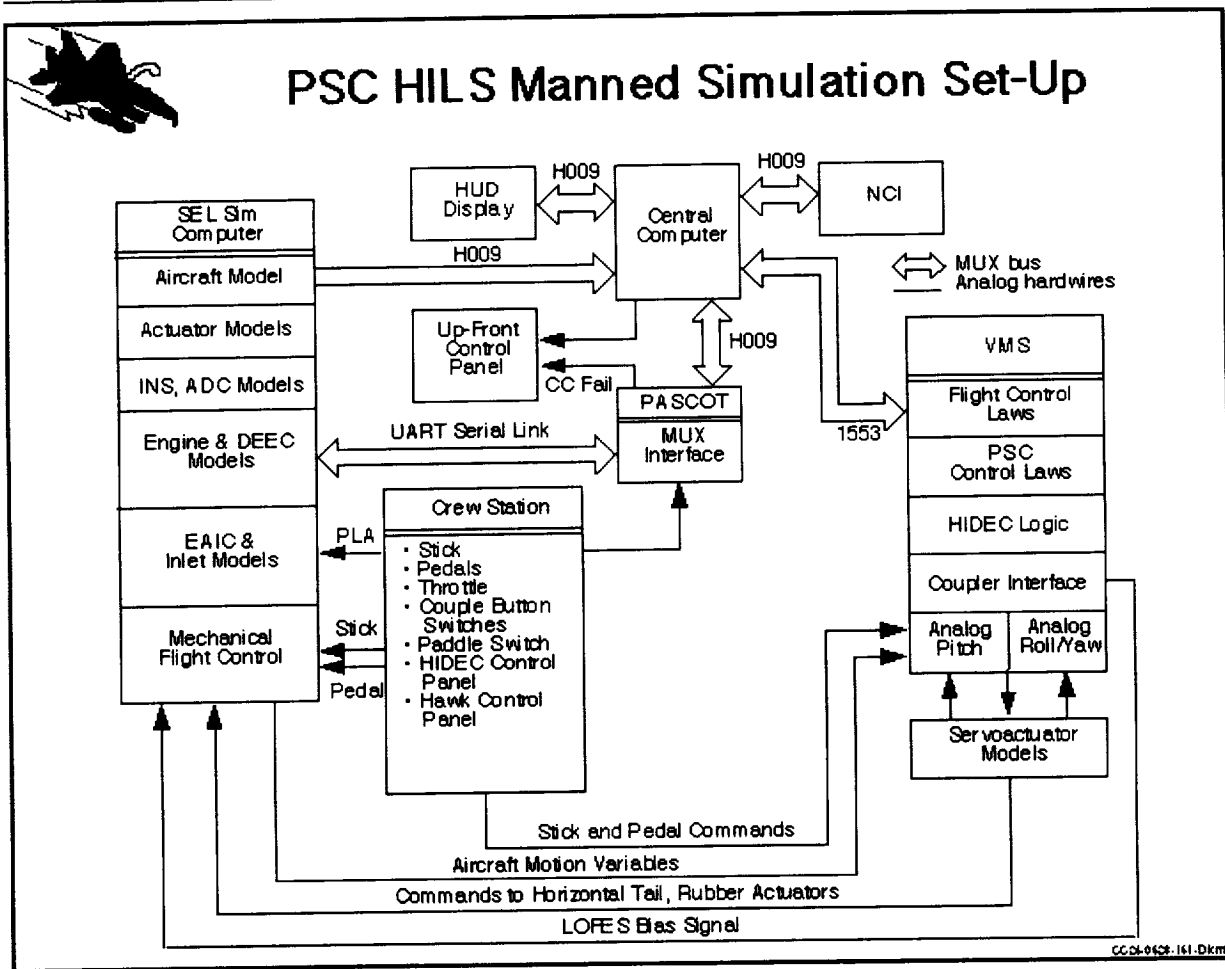 PSC HILS Manned Simulation Set-Up
HUD
Display
H009
Central
Computer
H009
NCI
SEL Sim
Computer
Aircraft Model
Actuator Models
INS, ADC Models
Engine & DEEC
Models
EAIC &
Inlet Models
Mechanical
Flight Control
H009
MUX bus
Analog hardwires
Up-Front
Control
Panel
CC Fail
H009
PASCOT
MUX
Interface
UART Serial Link
1553
VMS
Flight Control
Laws
PSC
Control Laws
HIDEC Logic
Coupler Interface
Analog
Pitch
Analog
Roll/Yaw
Servoactuator
Models
Crew Station
· Stick
· Pedals
· Throttle
· Couple Button
Switches
· Paddle Switch
· HIDEC Control
Panel
· Hawk Control
Panel
PLA
Stick
Pedal
Stick and Pedal Commands
Aircraft Motion Variables
Commands to Horizontal Tail, Rubber Actuators
LOFES Bias Signal